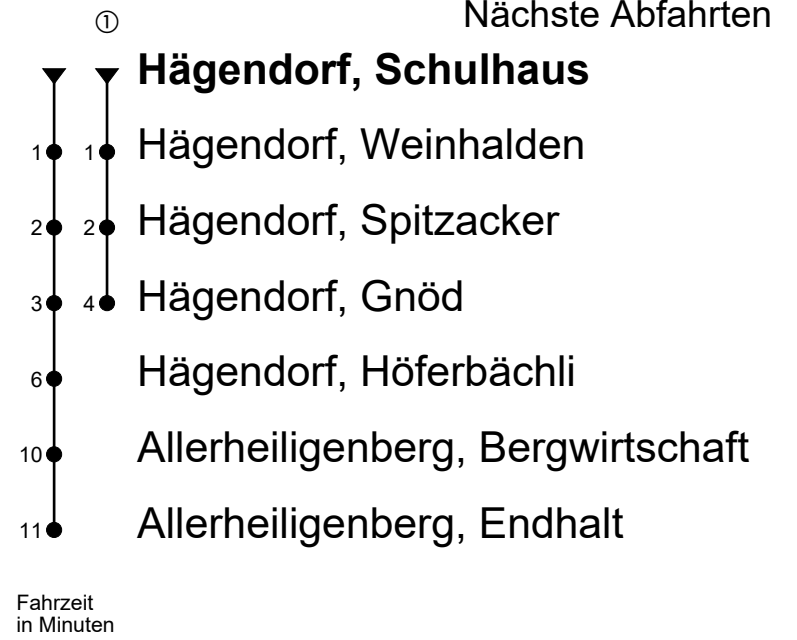 Nächste Abfahrten
①
Hägendorf, Schulhaus
1 1 Hägendorf, Weinhalden
2 2 Hägendorf, Spitzacker
3 4 Hägendorf, Gnöd
6 Hägendorf, Höferbächli
10 Allerheiligenberg, Bergwirtschaft
11 Allerheiligenberg, Endhalt
Fahrzeit
in Minuten